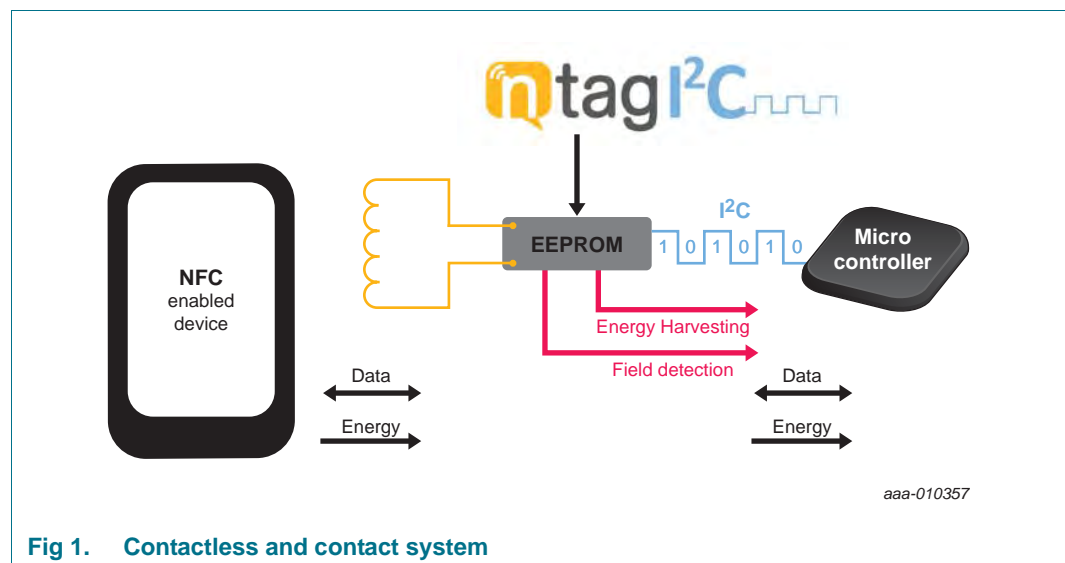 ntag I²C
I²C
EEPROM
1 0 1 0 1 0
Micro
controller
NFC
enabled
device
Energy Harvesting
Field detection
Data
Energy
Data
Energy
aaa-010357
Fig 1. Contactless and contact system